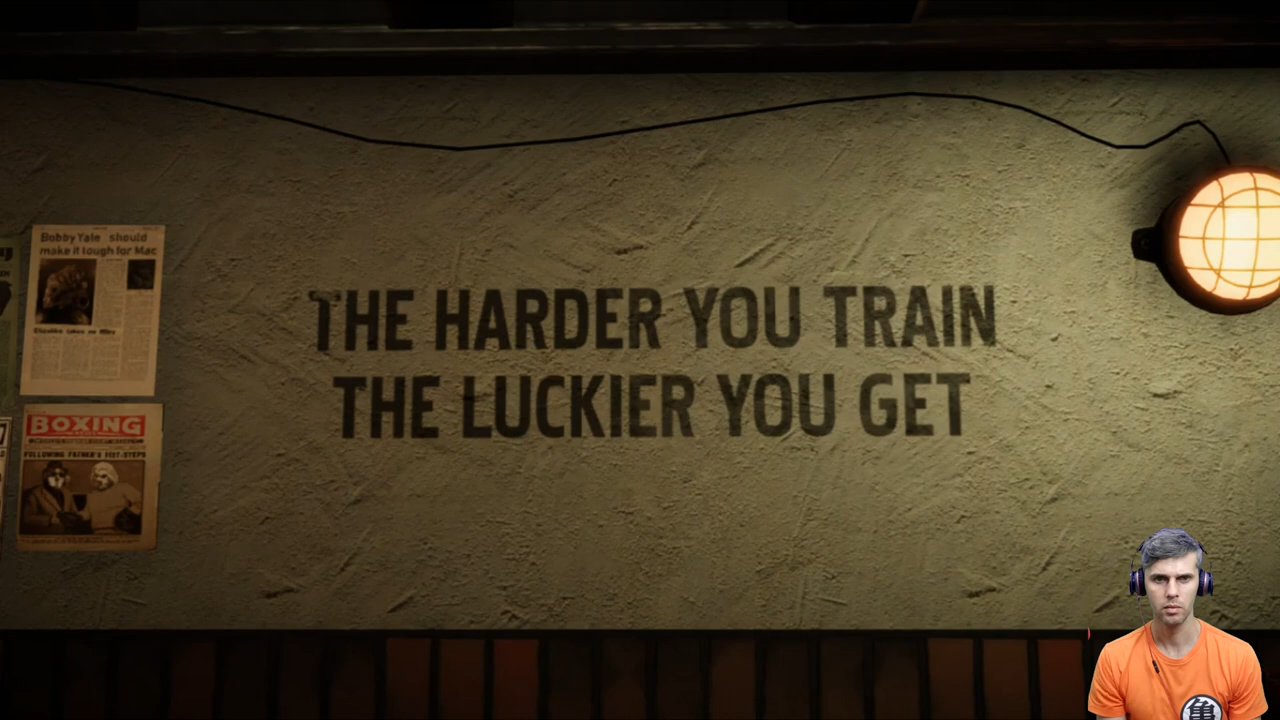 Bobby Yale should
make it tough for Mac
THE HARDER YOU TRAIN
THE LUCKIER YOU GET
BOXING
FOLLOWING FATHER'S FIST-STEPS
亀